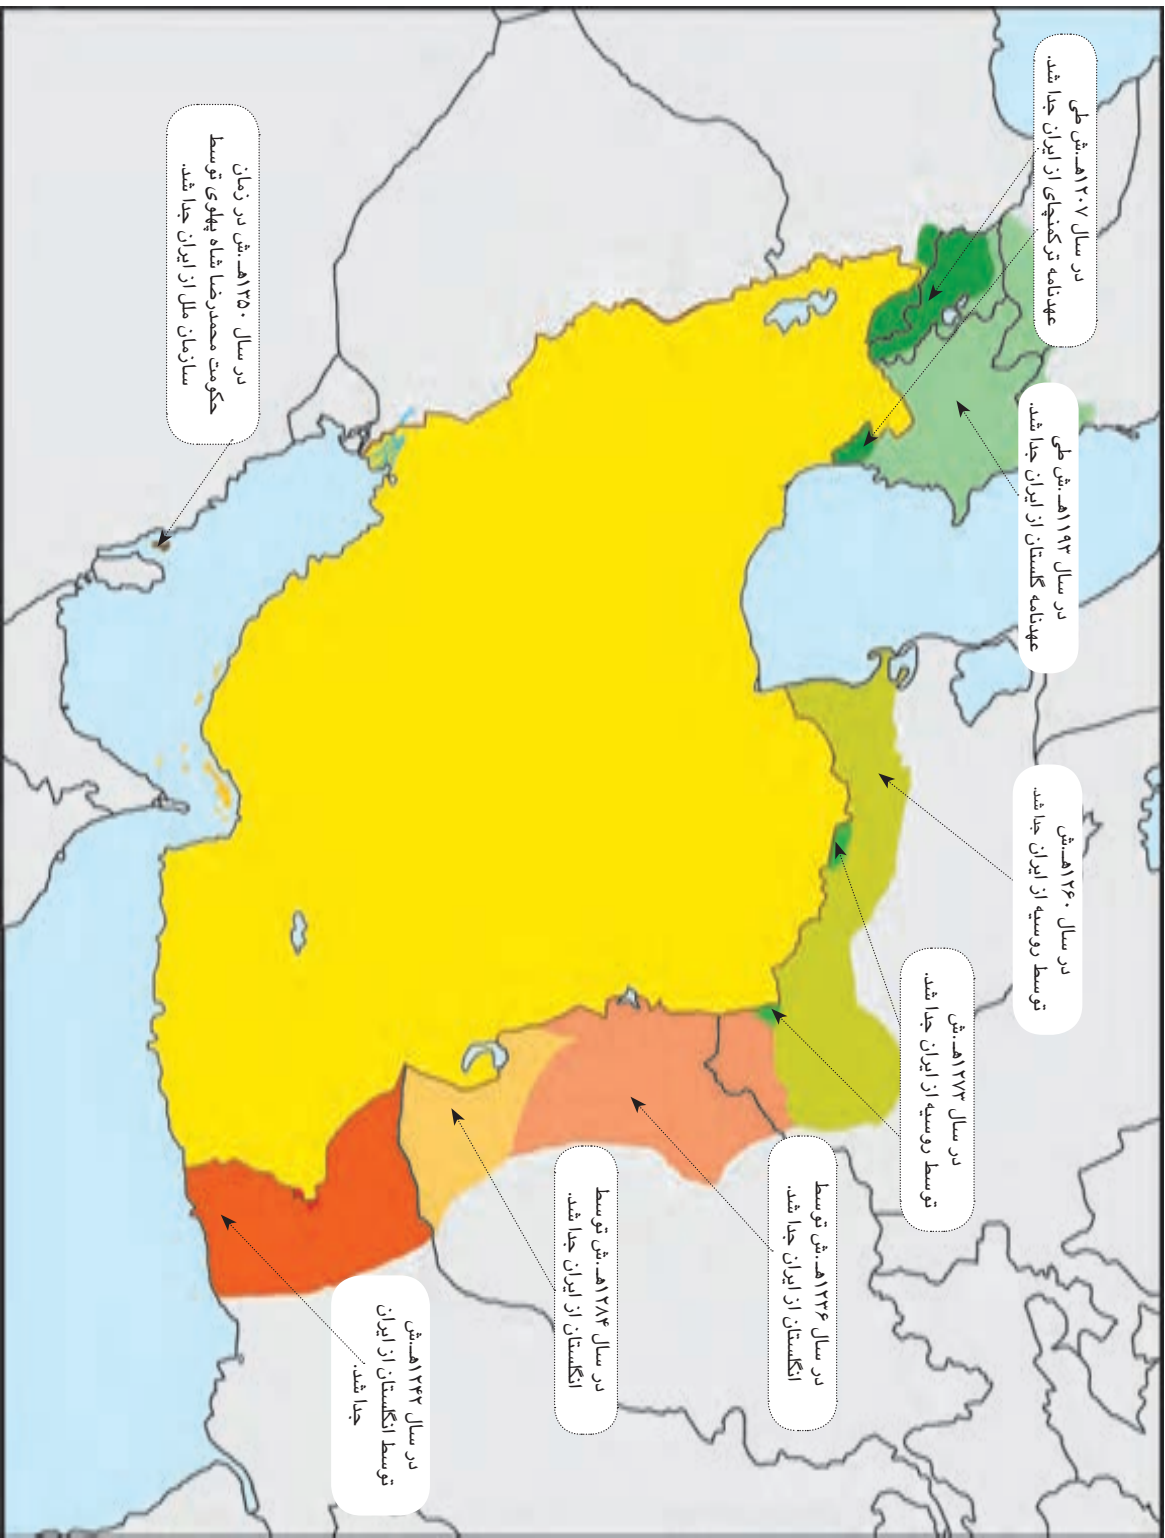 در سال ۱۲۰۷هـ.ش طی
عهدنامه ترکمنچای از ایران جدا شد.
در سال ۱۱۹۳هـ.ش طی
عهدنامه گلستان از ایران جدا شد.
در سال ۱۲۶۰هـ.ش
توسط روسیه از ایران جدا شد.
در سال ۱۲۷۳هـ.ش
توسط روسیه از ایران جدا شد.
در سال ۱۲۳۶هـ.ش توسط
انگلستان از ایران جدا شد.
در سال ۱۲۸۴هـ.ش توسط
انگلستان از ایران جدا شد.
در سال ۱۲۴۲هـ.ش
توسط انگلستان از ایران
جدا شد.
در سال ۱۳۵۰هـ.ش در زمان
حکومت محمدرضا شاه پهلوی توسط
سازمان ملل از ایران جدا شد.